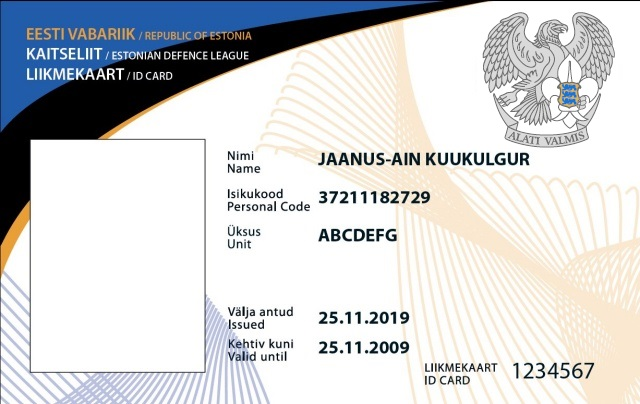 EESTI VABARIIK / REPUBLIC OF ESTONIA
KAITSELIIT / ESTONIAN DEFENCE LEAGUE
LIIKMEKAART / ID CARD
ALATI VALMIS
Nimi
Name
JAANUS-AIN KUUKULGUR
Isikukood
Personal Code
37211182729
Üksus
Unit
ABCDEFG
Välja antud
Issued
25.11.2019
Kehtiv kuni
Valid until
25.11.2009
LIIKMEKAART
ID CARD
1234567